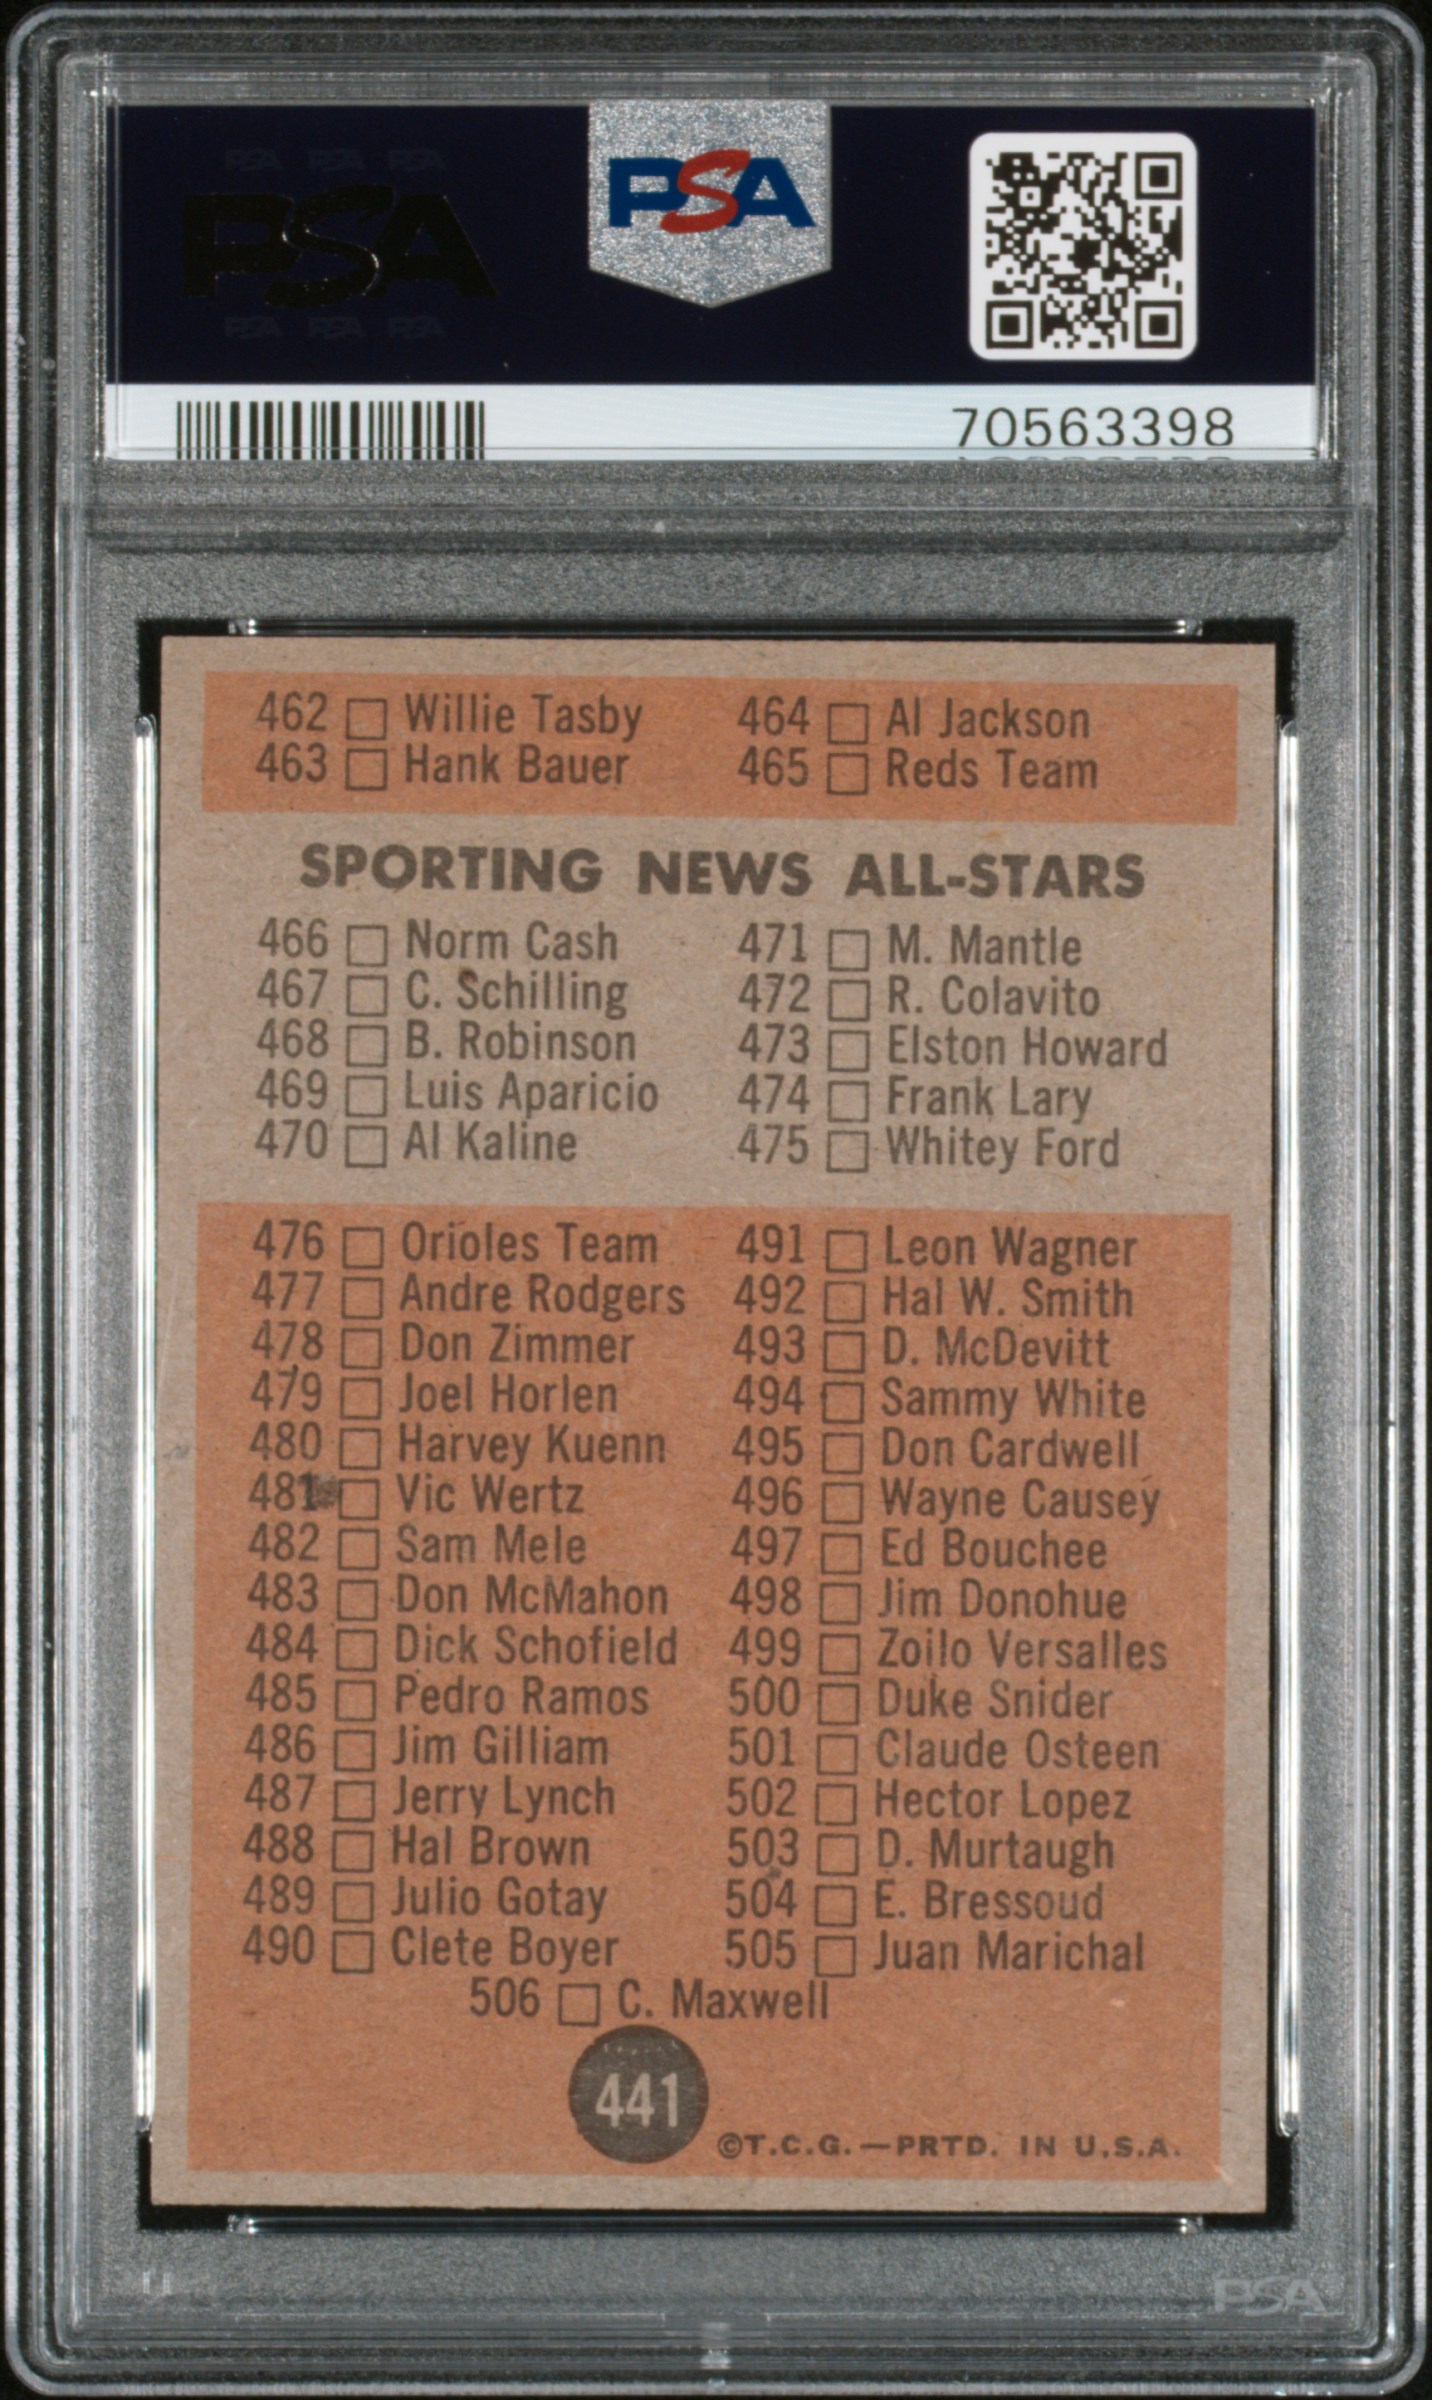 PSA PSA PSA
PSA
PSA PSA PSA
PSA
70563398
462 □ Willie Tasby 464 □ Al Jackson
463 □ Hank Bauer 465 □ Reds Team
SPORTING NEWS ALL-STARS
466 □ Norm Cash 471 □ M. Mantle
467 □ C. Schilling 472 □ R. Colavito
468 □ B. Robinson 473 □ Elston Howard
469 □ Luis Aparicio 474 □ Frank Lary
470 □ Al Kaline 475 □ Whitey Ford
476 □ Orioles Team 491 □ Leon Wagner
477 □ Andre Rodgers 492 □ Hal W. Smith
478 □ Don Zimmer 493 □ D. McDevitt
479 □ Joel Horlen 494 □ Sammy White
480 □ Harvey Kuenn 495 □ Don Cardwell
481 □ Vic Wertz 496 □ Wayne Causey
482 □ Sam Mele 497 □ Ed Bouchee
483 □ Don McMahon 498 □ Jim Donohue
484 □ Dick Schofield 499 □ Zoilo Versalles
485 □ Pedro Ramos 500 □ Duke Snider
486 □ Jim Gilliam 501 □ Claude Osteen
487 □ Jerry Lynch 502 □ Hector Lopez
488 □ Hal Brown 503 □ D. Murtaugh
489 □ Julio Gotay 504 □ E. Bressoud
490 □ Clete Boyer 505 □ Juan Marichal
506 □ C. Maxwell
441
©T.C.G.—PRTD. IN U.S.A.
PSA